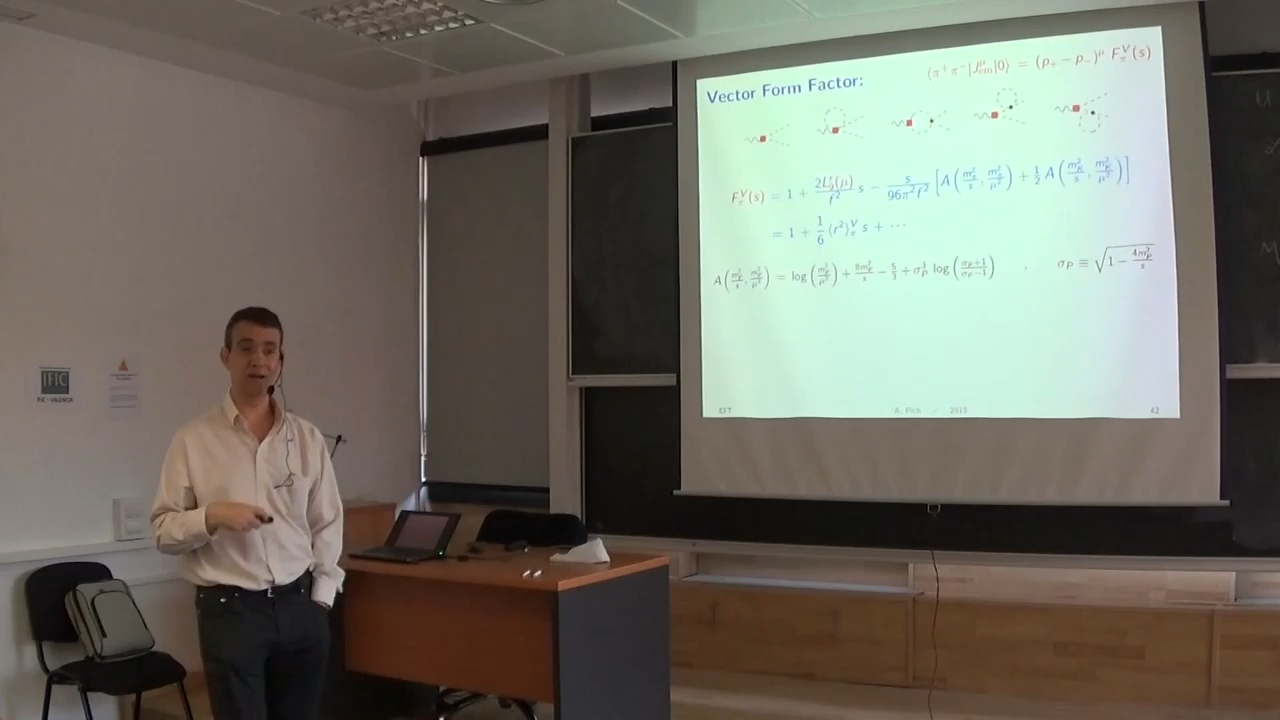 Vector Form Factor:
⟨π⁺π⁻|J^μ_em|0⟩ = (p₊ − p₋)^μ F^V_π(s)
F^V_π(s) = 1 + 2L^r_9(μ)/f² s − s/96π²f² [A(m²_π/s, m²_π/μ²) + ½ A(m²_K/s, m²_K/μ²)]
= 1 + 1/6 ⟨r²⟩^V_π s + ···
A(m²_P/s, m²_P/μ²) = log(m²_P/μ²) + 8m²_P/s − 5/3 + σ³_P log(σ_P+1/σ_P−1) , σ_P ≡ √(1 − 4m²_P/s)
EFT A. Pich − 2015 42
IFIC
IFIC - VALENCIA